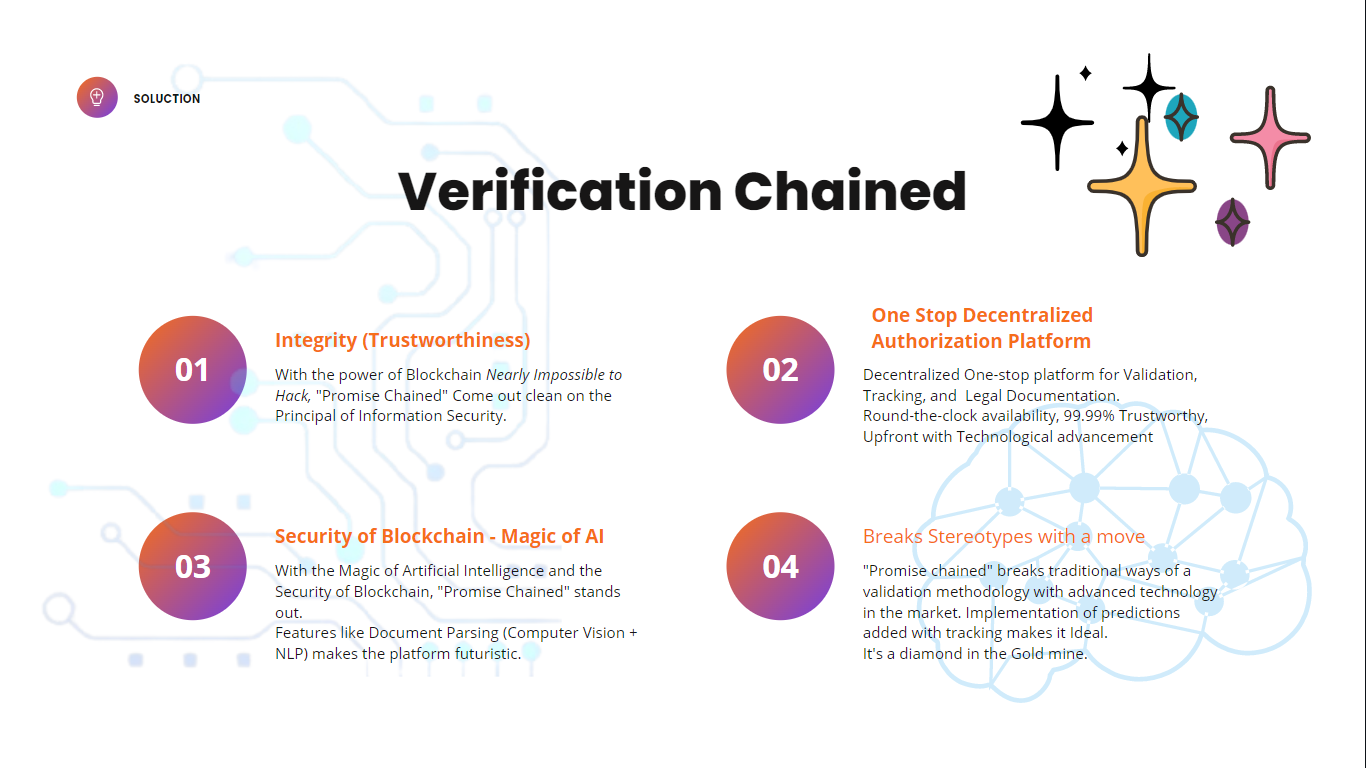 SOLUCTION
Verification Chained
01
Integrity (Trustworthiness)
With the power of Blockchain Nearly Impossible to
Hack, "Promise Chained" Come out clean on the
Principal of Information Security.
02
One Stop Decentralized
Authorization Platform
Decentralized One-stop platform for Validation,
Tracking, and  Legal Documentation.
Round-the-clock availability, 99.99% Trustworthy,
Upfront with Technological advancement
03
Security of Blockchain - Magic of AI
With the Magic of Artificial Intelligence and the
Security of Blockchain, "Promise Chained" stands
out.
Features like Document Parsing (Computer Vision +
NLP) makes the platform futuristic.
04
Breaks Stereotypes with a move
"Promise chained" breaks traditional ways of a
validation methodology with advanced technology
in the market. Implementation of predictions
added with tracking makes it Ideal.
It's a diamond in the Gold mine.